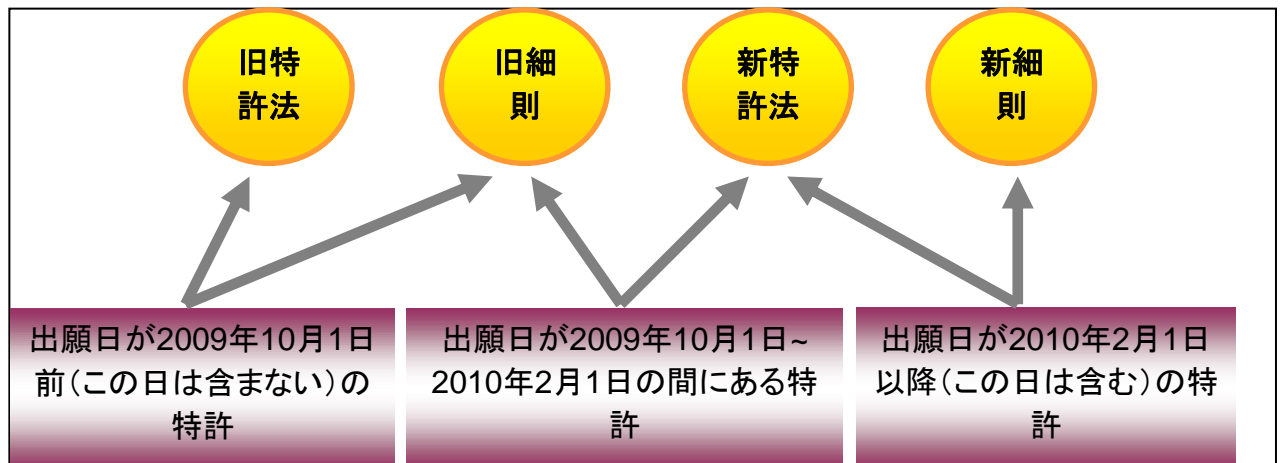 旧特
許法
旧細
則
新特
許法
新細
則
出願日が2009年10月1日
前(この日は含まない)の
特許
出願日が2009年10月1日~
2010年2月1日の間にある特
許
出願日が2010年2月1日
以降(この日は含む)の特
許